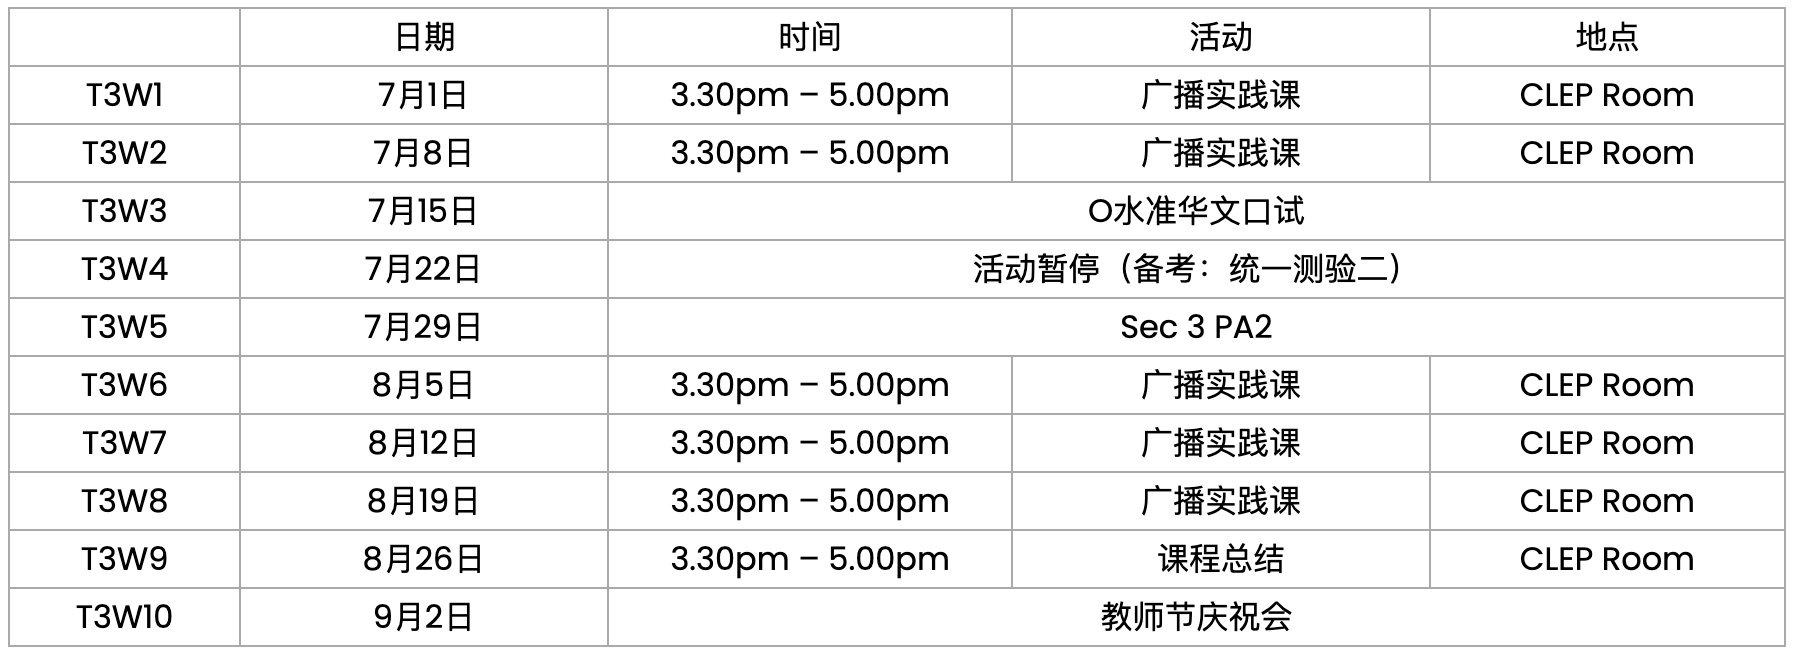 日期 时间 活动 地点
T3W1 7月1日 3.30pm – 5.00pm 广播实践课 CLEP Room
T3W2 7月8日 3.30pm – 5.00pm 广播实践课 CLEP Room
T3W3 7月15日 O水准华文口试
T3W4 7月22日 活动暂停（备考：统一测验二）
T3W5 7月29日 Sec 3 PA2
T3W6 8月5日 3.30pm – 5.00pm 广播实践课 CLEP Room
T3W7 8月12日 3.30pm – 5.00pm 广播实践课 CLEP Room
T3W8 8月19日 3.30pm – 5.00pm 广播实践课 CLEP Room
T3W9 8月26日 3.30pm – 5.00pm 课程总结 CLEP Room
T3W10 9月2日 教师节庆祝会